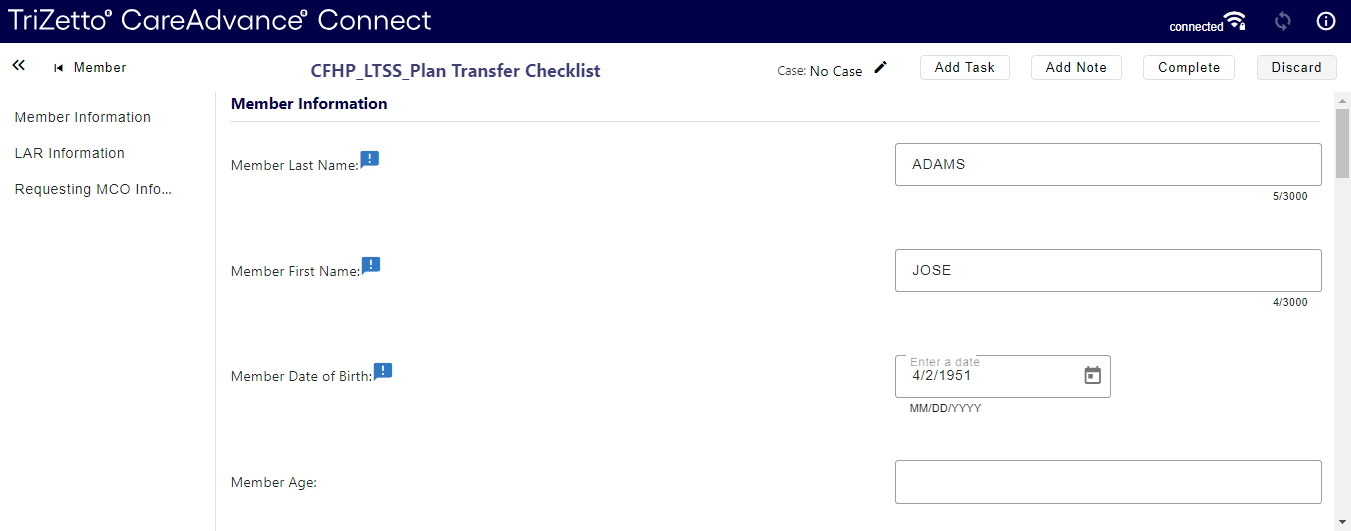 TriZetto® CareAdvance® Connect
connected
Member
CFHP_LTSS_Plan Transfer Checklist
Case: No Case
Add Task
Add Note
Complete
Discard
Member Information
LAR Information
Requesting MCO Info...
Member Information
Member Last Name:
ADAMS
5/3000
Member First Name:
JOSE
4/3000
Member Date of Birth:
Enter a date
4/2/1951
MM/DD/YYYY
Member Age: